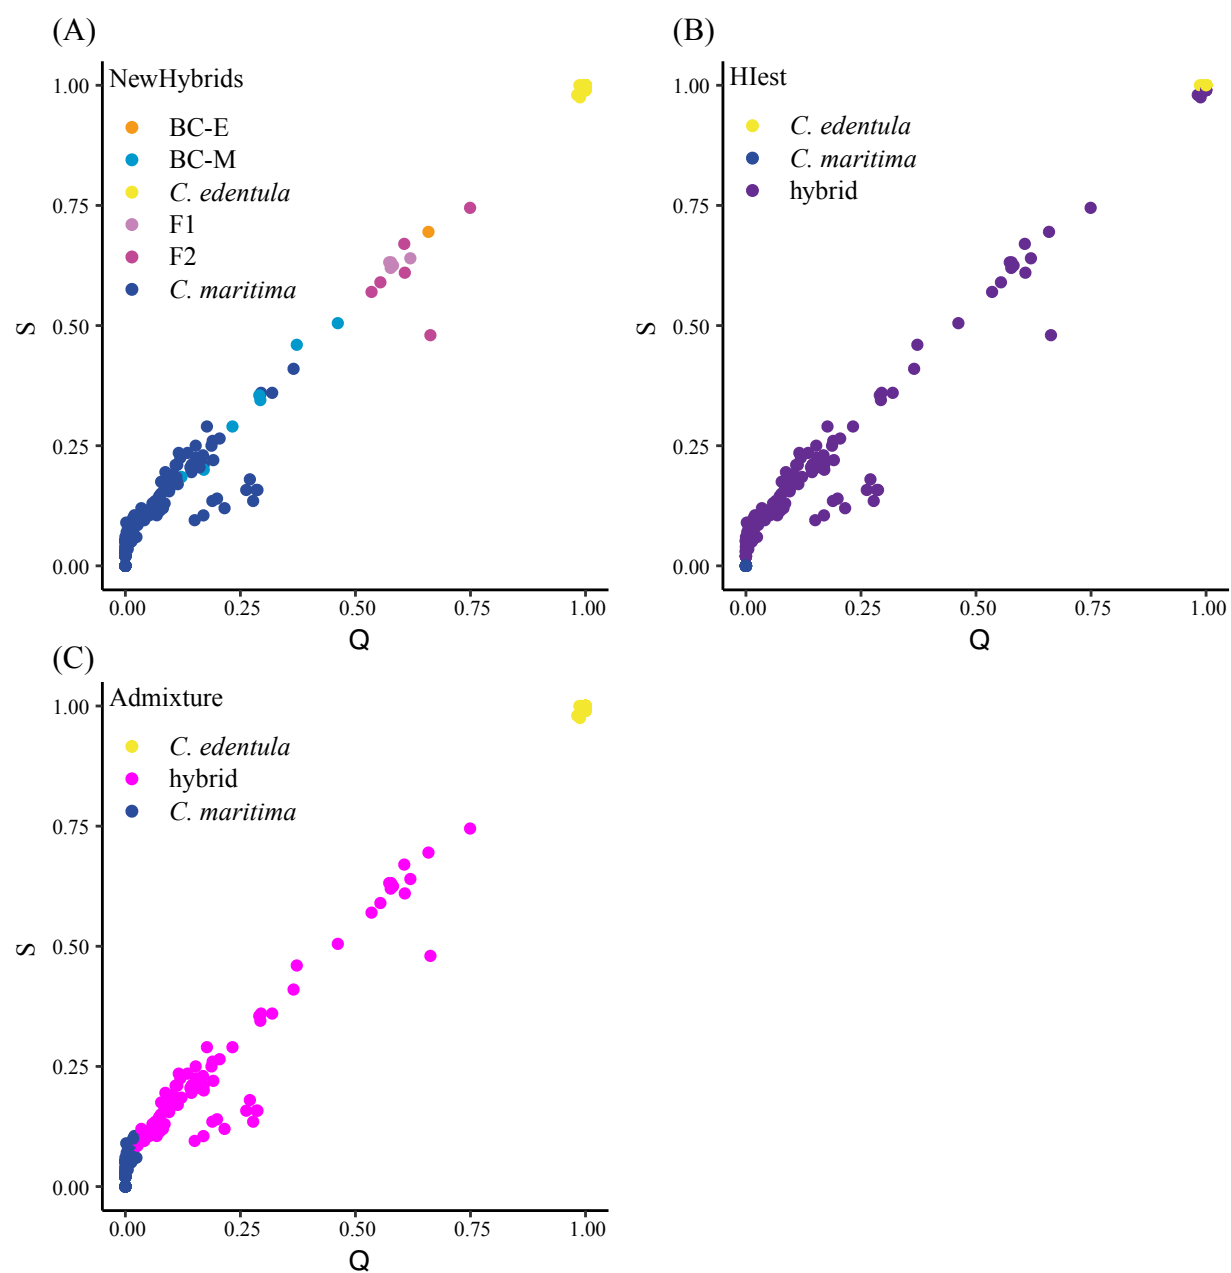 (A)
NewHybrids
BC-E
BC-M
C. edentula
F1
F2
C. maritima
S
1.00
0.75
0.50
0.25
0.00
0.00 0.25 0.50 0.75 1.00
Q
(B)
HIest
C. edentula
C. maritima
hybrid
S
1.00
0.75
0.50
0.25
0.00
0.00 0.25 0.50 0.75 1.00
Q
(C)
Admixture
C. edentula
hybrid
C. maritima
S
1.00
0.75
0.50
0.25
0.00
0.00 0.25 0.50 0.75 1.00
Q